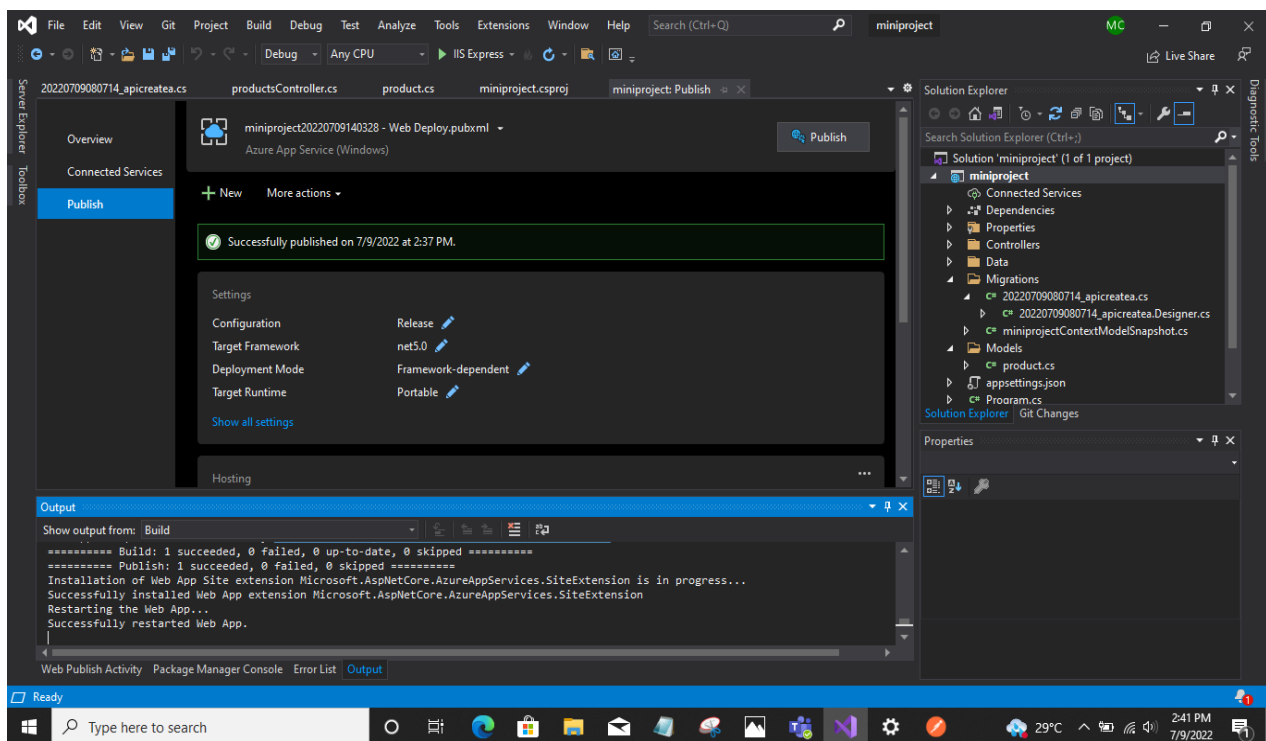 File Edit View Git Project Build Debug Test Analyze Tools Extensions Window Help Search (Ctrl+Q) miniproject MC
Debug Any CPU IIS Express Live Share
Server Explorer
Toolbox
20220709080714_apicreatea.cs productsController.cs product.cs miniproject.csproj miniproject: Publish
Overview
Connected Services
Publish
miniproject20220709140328 - Web Deploy.pubxml
Azure App Service (Windows)
Publish
New More actions
Successfully published on 7/9/2022 at 2:37 PM.
Settings
Configuration Release
Target Framework net5.0
Deployment Mode Framework-dependent
Target Runtime Portable
Show all settings
Hosting
Output
Show output from: Build
========== Build: 1 succeeded, 0 failed, 0 up-to-date, 0 skipped ==========
========== Publish: 1 succeeded, 0 failed, 0 skipped ==========
Installation of Web App Site extension Microsoft.AspNetCore.AzureAppServices.SiteExtension is in progress...
Successfully installed Web App extension Microsoft.AspNetCore.AzureAppServices.SiteExtension
Restarting the Web App...
Successfully restarted Web App.
Web Publish Activity Package Manager Console Error List Output
Solution Explorer
Search Solution Explorer (Ctrl+;)
Solution 'miniproject' (1 of 1 project)
miniproject
Connected Services
Dependencies
Properties
Controllers
Data
Migrations
C# 20220709080714_apicreatea.cs
C# 20220709080714_apicreatea.Designer.cs
C# miniprojectContextModelSnapshot.cs
Models
C# product.cs
appsettings.json
C# Program.cs
Solution Explorer Git Changes
Properties
Diagnostic Tools
Ready 1
Type here to search 29°C 2:41 PM
7/9/2022 1